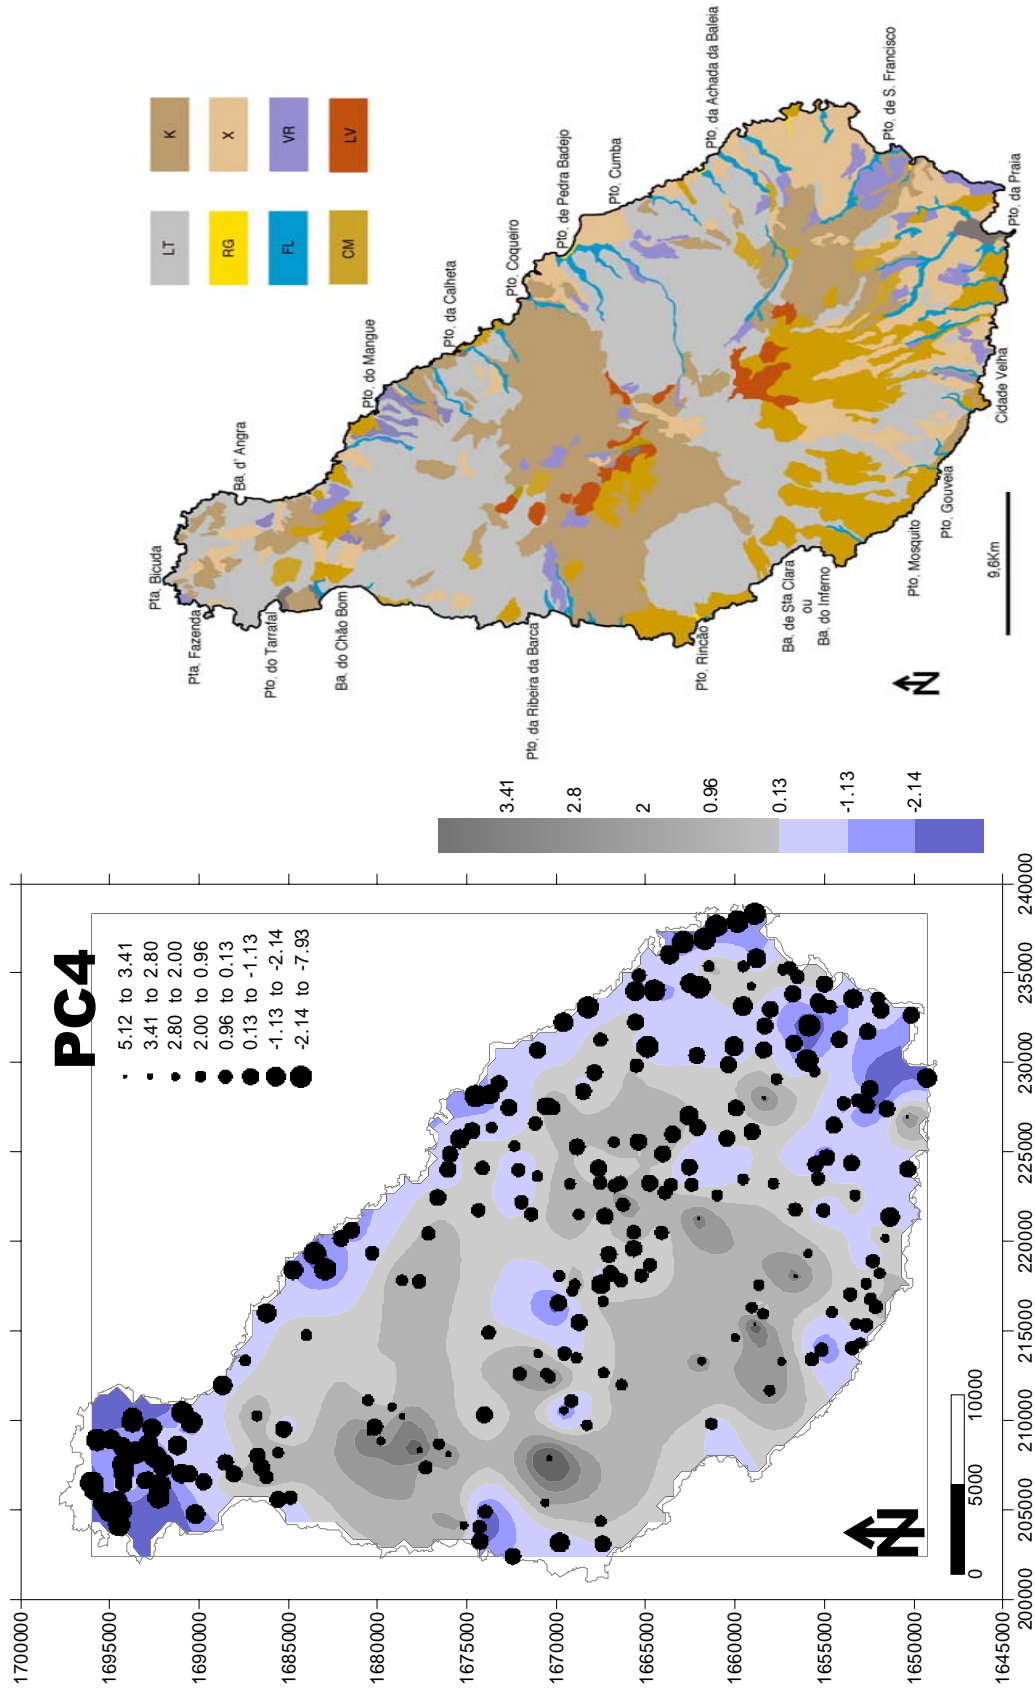 K
X
VR
LV
LT
RG
FL
CM
Pta. Bicuda
Pta. Fazenda
Pto. do Tarrafal
Ba. d' Angra
Ba. do Chão Bom
Pto. do Mangue
Pto. da Calheta
Pto. Coqueiro
Pto. de Pedra Badejo
Pto. Cumba
Pto. da Achada da Baleia
Pto. de S. Francisco
Pto. da Praia
Cidade Velha
Pto. Gouveia
Pto. Mosquito
Ba. de Sta Clara
ou
Ba. do Inferno
Pto. Rincão
Pto. da Ribeira da Barca
N
9,6Km
PC4
5.12 to 3.41
3.41 to 2.80
2.80 to 2.00
2.00 to 0.96
0.96 to 0.13
0.13 to -1.13
-1.13 to -2.14
-2.14 to -7.93
3.41
2.8
2
0.96
0.13
-1.13
-2.14
N
0 5000 10000
1700000
1695000
1690000
1685000
1680000
1675000
1670000
1665000
1660000
1655000
1650000
1645000
200000 205000 210000 215000 220000 225000 230000 235000 240000